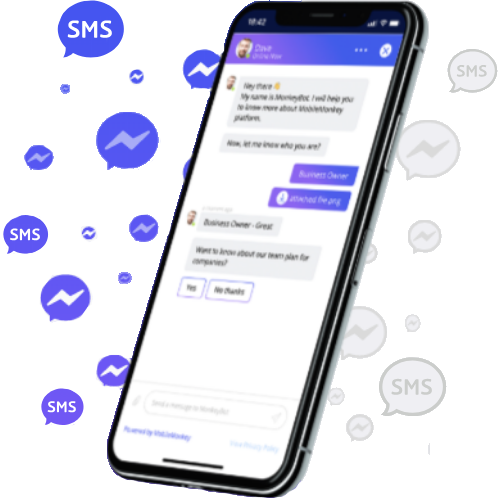 SMS
SMS
18:42
Dave
Hey there 👋
My name is MonkeyBot. I will help you
to know more about MobileMonkey
platform.
Now, let me know who you are?
Business Owner
attached file.png
SMS
Business Owner - Great
Want to know about our team plan for
companies?
Yes
No thanks
SMS
SMS
Send a message to MonkeyBot
Powered by MobileMonkey
View Privacy Policy